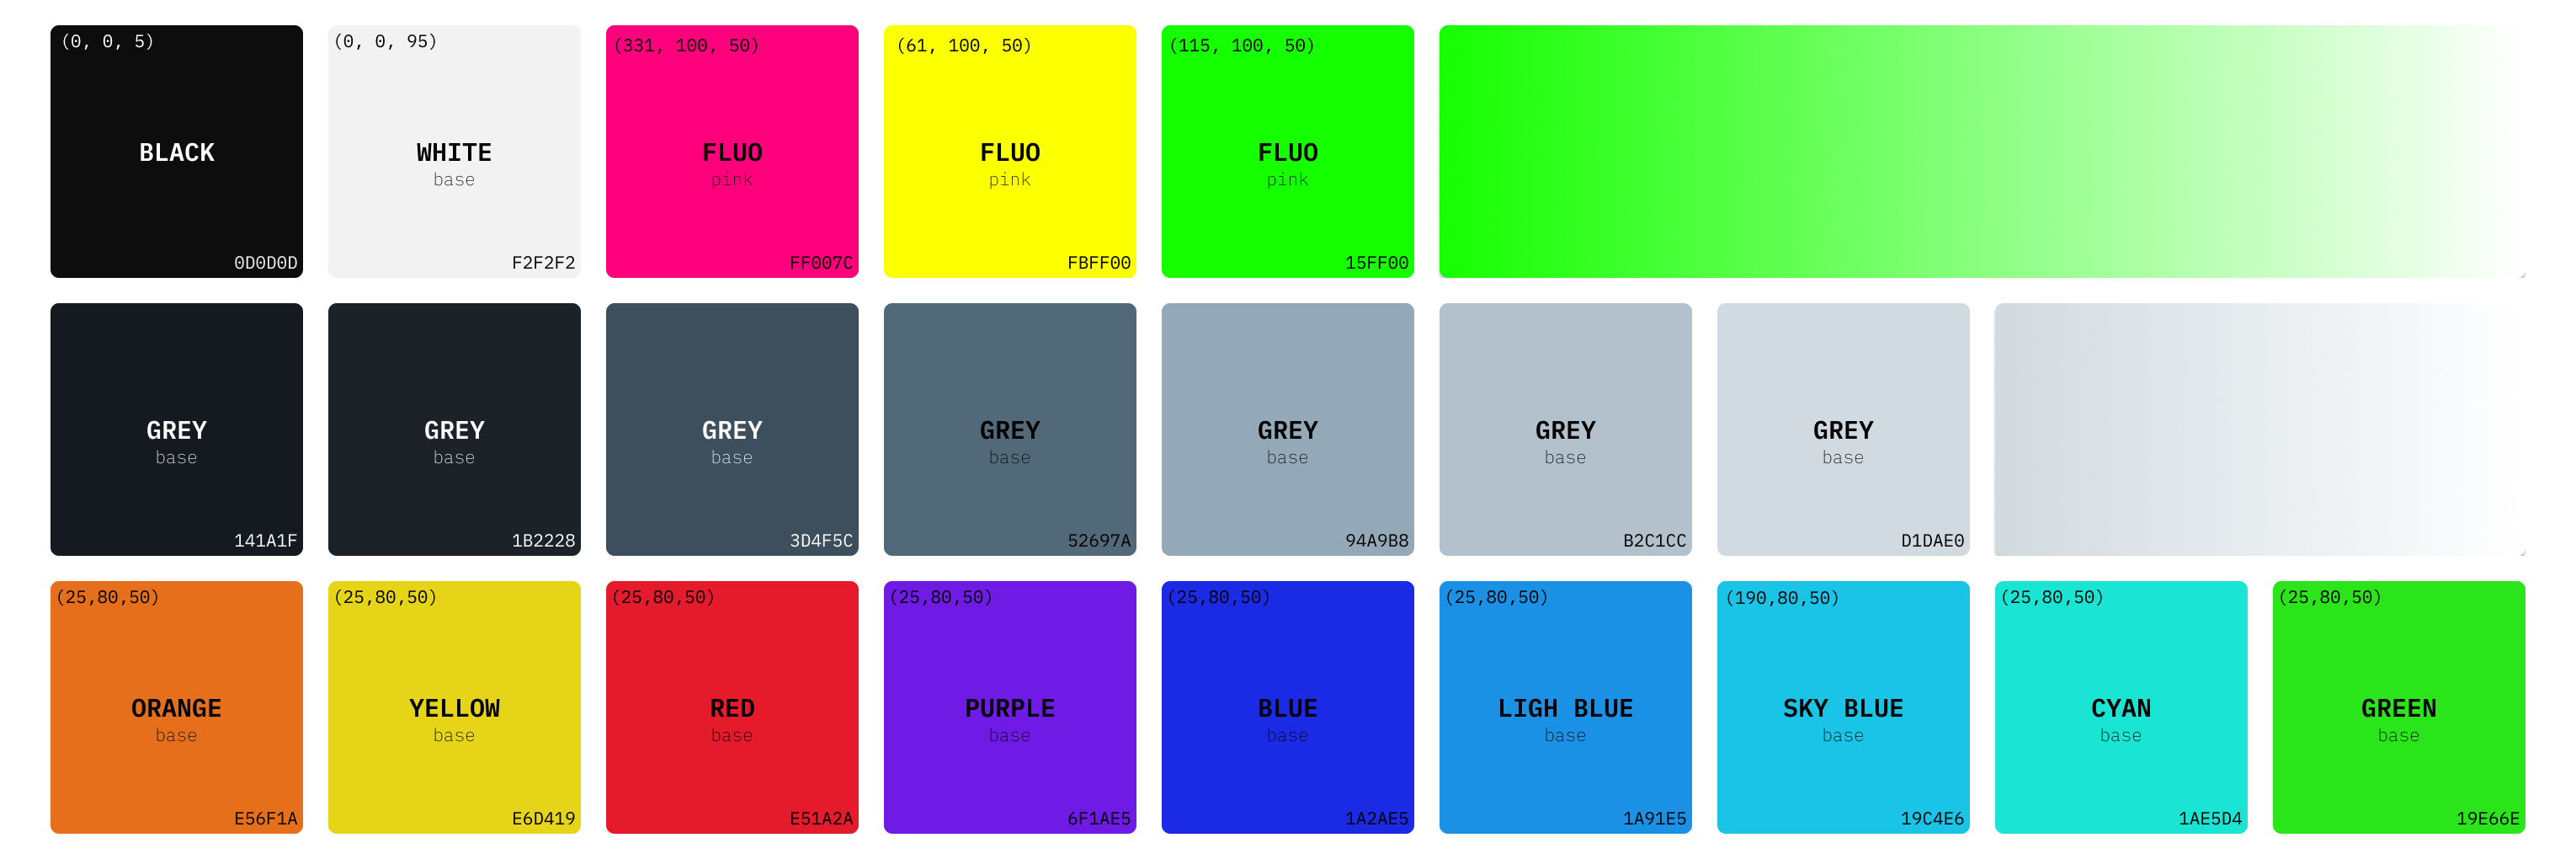 (0, 0, 5)
BLACK
0D0D0D
(0, 0, 95)
WHITE
base
F2F2F2
(331, 100, 50)
FLUO
pink
FF007C
(61, 100, 50)
FLUO
pink
FBFF00
(115, 100, 50)
FLUO
pink
15FF00
GREY
base
141A1F
GREY
base
1B2228
GREY
base
3D4F5C
GREY
base
52697A
GREY
base
94A9B8
GREY
base
B2C1CC
GREY
base
D1DAE0
(25,80,50)
ORANGE
base
E56F1A
(25,80,50)
YELLOW
base
E6D419
(25,80,50)
RED
base
E51A2A
(25,80,50)
PURPLE
base
6F1AE5
(25,80,50)
BLUE
base
1A2AE5
(25,80,50)
LIGH BLUE
base
1A91E5
(190,80,50)
SKY BLUE
base
19C4E6
(25,80,50)
CYAN
base
1AE5D4
(25,80,50)
GREEN
base
19E66E